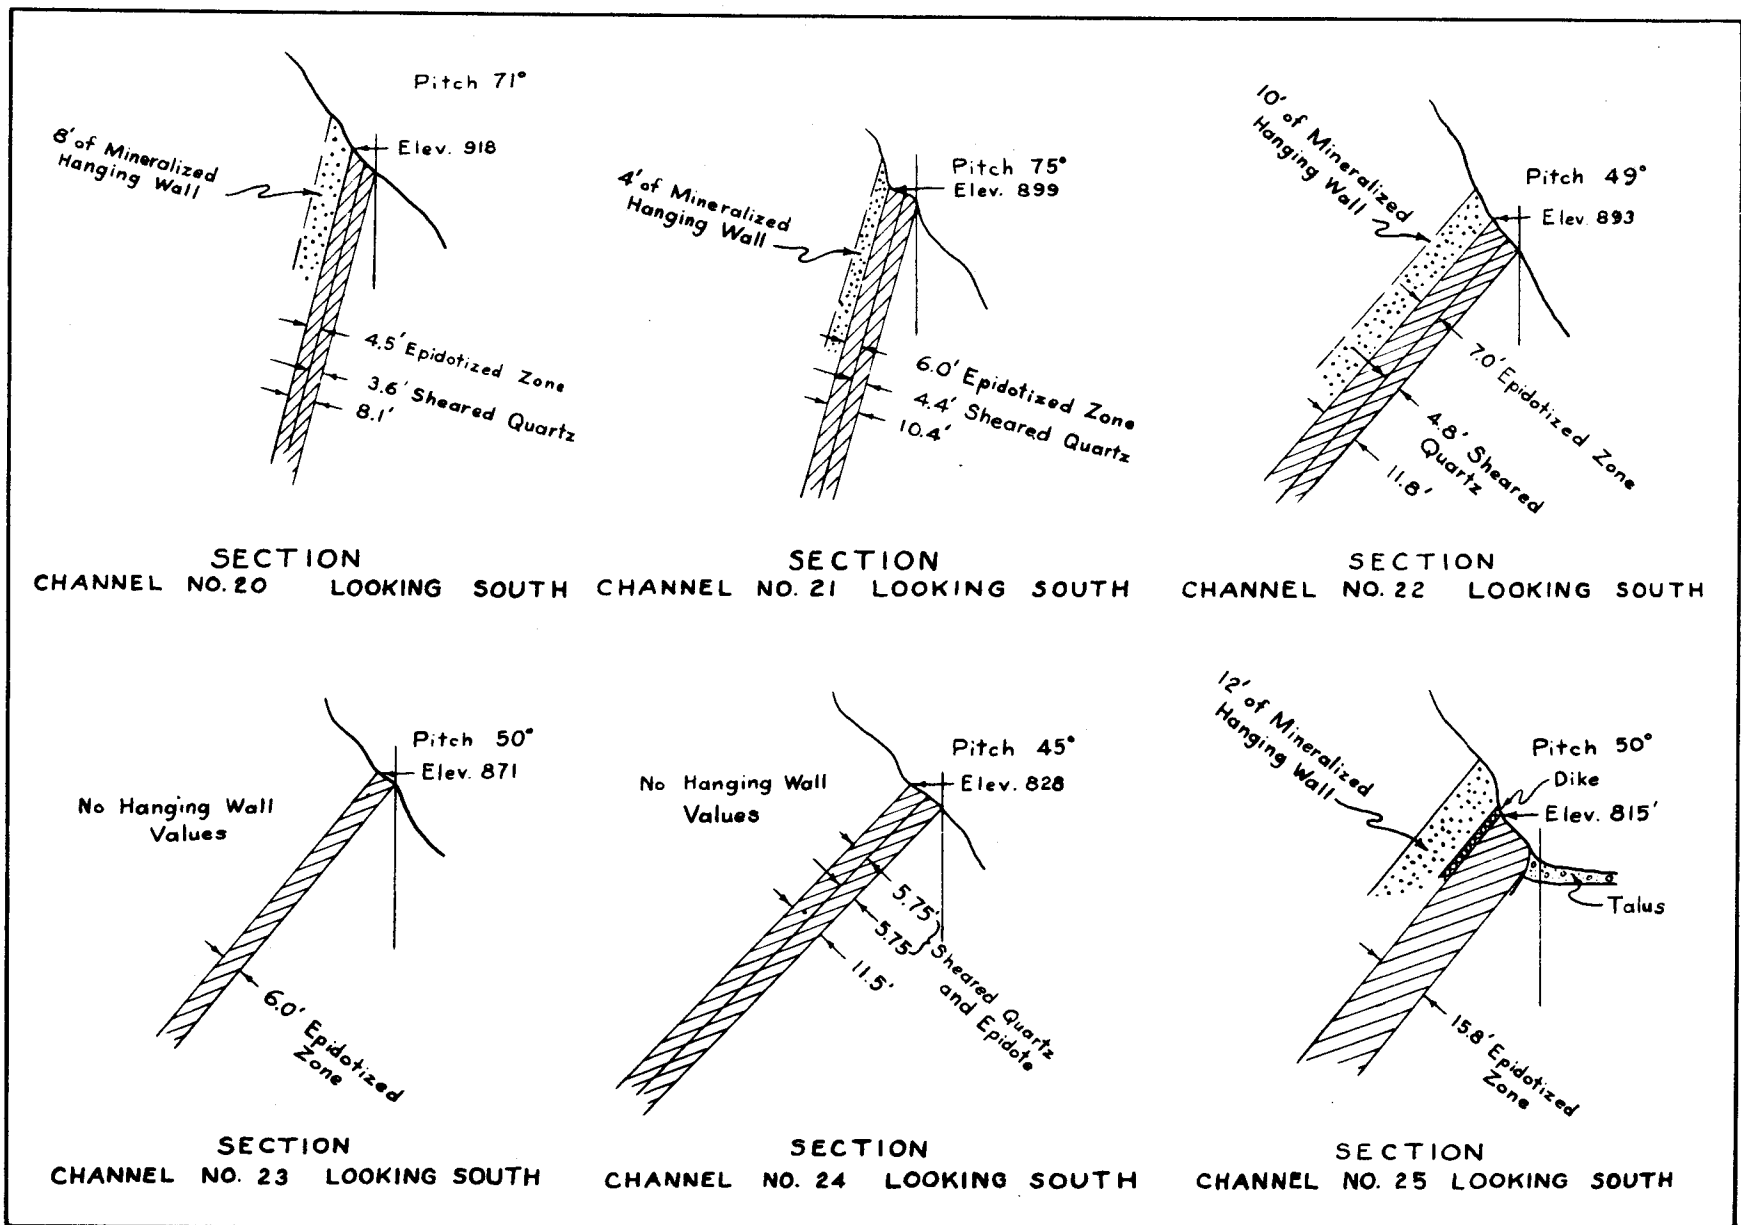 Pitch 71°
8' of Mineralized
Hanging Wall
Elev. 918
4.5' Epidotized Zone
3.6' Sheared Quartz
8.1'
SECTION
CHANNEL NO. 20 LOOKING SOUTH
Pitch 75°
Elev. 899
4' of Mineralized
Hanging Wall
6.0' Epidotized Zone
4.4' Sheared Quartz
10.4'
SECTION
CHANNEL NO. 21 LOOKING SOUTH
10' of Mineralized
Hanging Wall
Pitch 49°
Elev. 893
7.0' Epidotized Zone
4.8' Sheared
Quartz
11.8'
SECTION
CHANNEL NO. 22 LOOKING SOUTH
Pitch 50°
Elev. 871
No Hanging Wall
Values
6.0' Epidotized
Zone
SECTION
CHANNEL NO. 23 LOOKING SOUTH
Pitch 45°
Elev. 828
No Hanging Wall
Values
5.75'
5.75'
Sheared Quartz
and Epidote
11.5'
SECTION
CHANNEL NO. 24 LOOKING SOUTH
12' of Mineralized
Hanging Wall
Pitch 50°
Dike
Elev. 815'
Talus
15.8' Epidotized
Zone
SECTION
CHANNEL NO. 25 LOOKING SOUTH